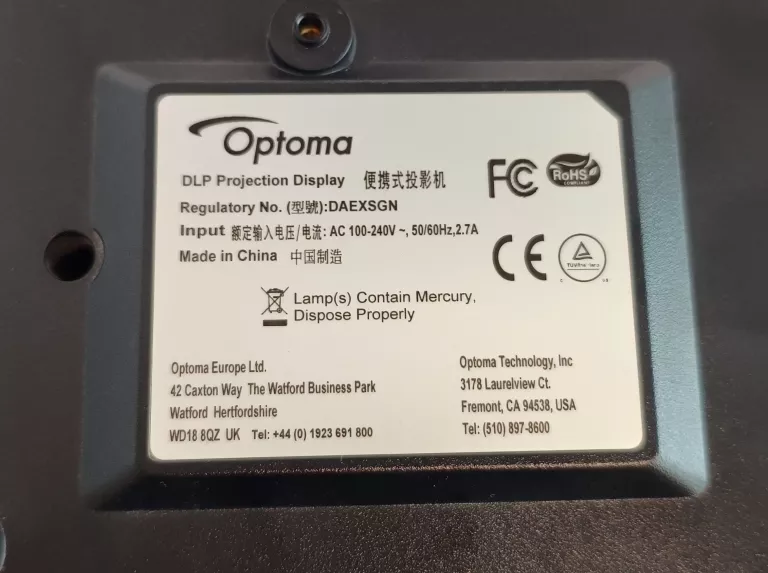 Optoma
DLP Projection Display 便携式投影机
Regulatory No. (型號):DAEXSGN
Input 额定输入电压/电流: AC 100-240V ~, 50/60Hz,2.7A
Made in China 中国制造
FC
RoHS
COMPLIANT
CE
Lamp(s) Contain Mercury,
Dispose Properly
Optoma Europe Ltd.
42 Caxton Way The Watford Business Park
Watford Hertfordshire
WD18 8QZ UK Tel: +44 (0) 1923 691 800
Optoma Technology, Inc
3178 Laurelview Ct.
Fremont, CA 94538, USA
Tel: (510) 897-8600